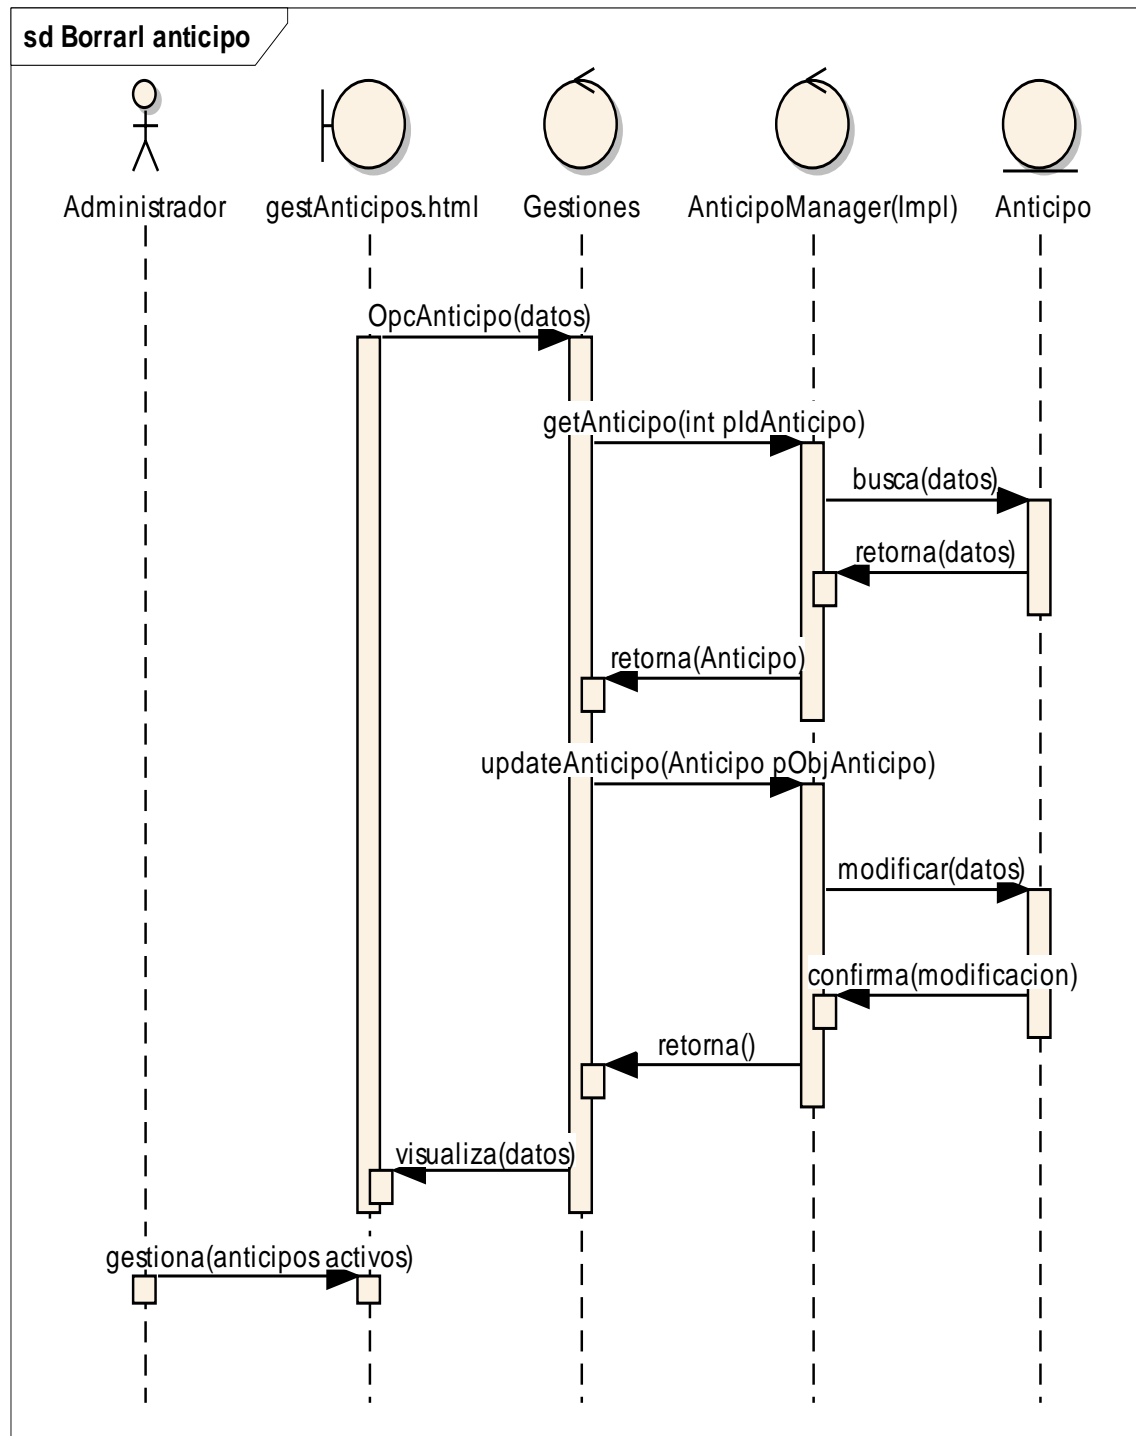 sd Borrarl anticipo
Administrador
gestAnticipos.html
Gestiones
AnticipoManager(Impl)
Anticipo
OpcAnticipo(datos)
getAnticipo(int pIdAnticipo)
busca(datos)
retorna(datos)
retorna(Anticipo)
updateAnticipo(Anticipo pObjAnticipo)
modificar(datos)
confirma(modificacion)
retorna()
visualiza(datos)
gestiona(anticipos activos)